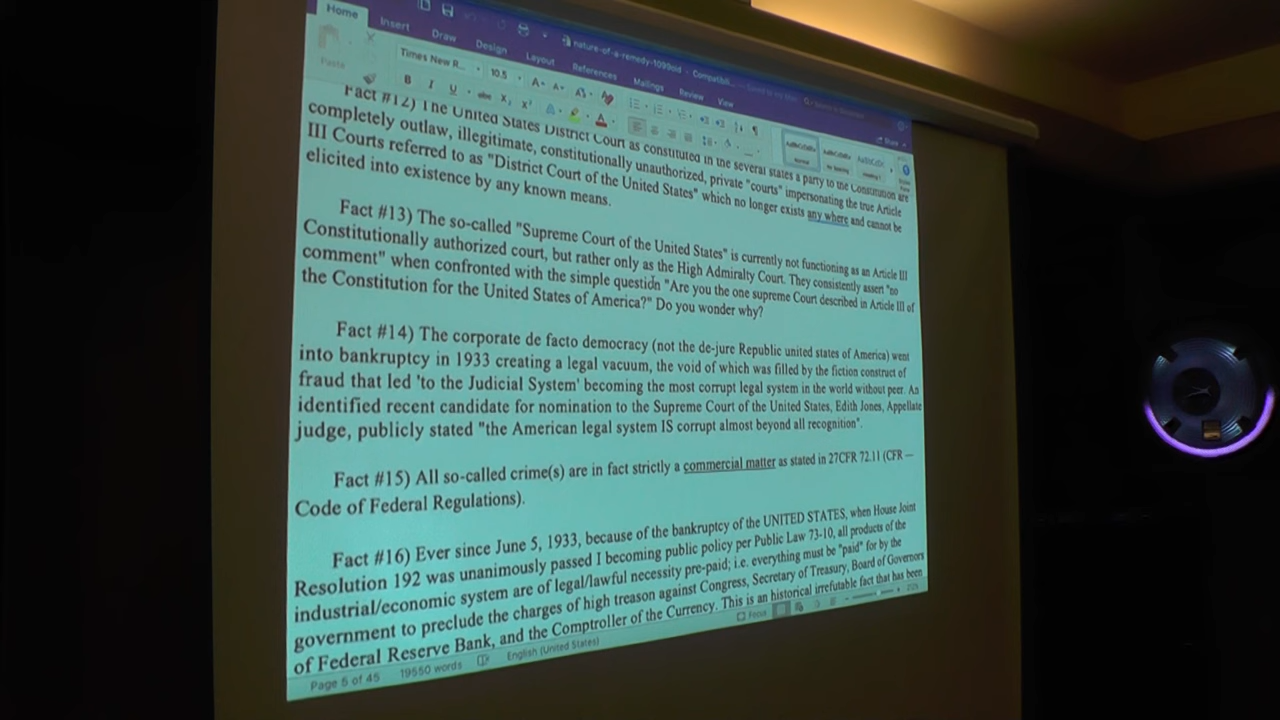 nature-of-a-remedy-1099oid - Compatibili...
Home
Insert
Draw
Design
Layout
References
Mailings
Review
View
Share
Paste
Times New R...
10.5
B I U abc X₂ X²
AaBbCcDdEe
Normal
No Spacing
Heading 1
Fact #12) The United States District Court as constituted in the several states a party to the Constitution are
completely outlaw, illegitimate, constitutionally unauthorized, private "courts" impersonating the true Article
III Courts referred to as "District Court of the United States" which no longer exists any where and cannot be
elicited into existence by any known means.
Fact #13) The so-called "Supreme Court of the United States" is currently not functioning as an Article III
Constitutionally authorized court, but rather only as the High Admiralty Court. They consistently assert "no
comment" when confronted with the simple question "Are you the one supreme Court described in Article III of
the Constitution for the United States of America?" Do you wonder why?
Fact #14) The corporate de facto democracy (not the de-jure Republic united states of America) went
into bankruptcy in 1933 creating a legal vacuum, the void of which was filled by the fiction construct of
fraud that led 'to the Judicial System' becoming the most corrupt legal system in the world without peer. An
identified recent candidate for nomination to the Supreme Court of the United States, Edith Jones, Appellate
judge, publicly stated "the American legal system IS corrupt almost beyond all recognition".
Fact #15) All so-called crime(s) are in fact strictly a commercial matter as stated in 27CFR 72.11 (CFR —
Code of Federal Regulations).
Fact #16) Ever since June 5, 1933, because of the bankruptcy of the UNITED STATES, when House Joint
Resolution 192 was unanimously passed I becoming public policy per Public Law 73-10, all products of the
industrial/economic system are of legal/lawful necessity pre-paid; i.e. everything must be "paid" for by the
government to preclude the charges of high treason against Congress, Secretary of Treasury, Board of Governors
of Federal Reserve Bank, and the Comptroller of the Currency. This is an historical irrefutable fact that has been
Page 5 of 45
19550 words
English (United States)
Focus